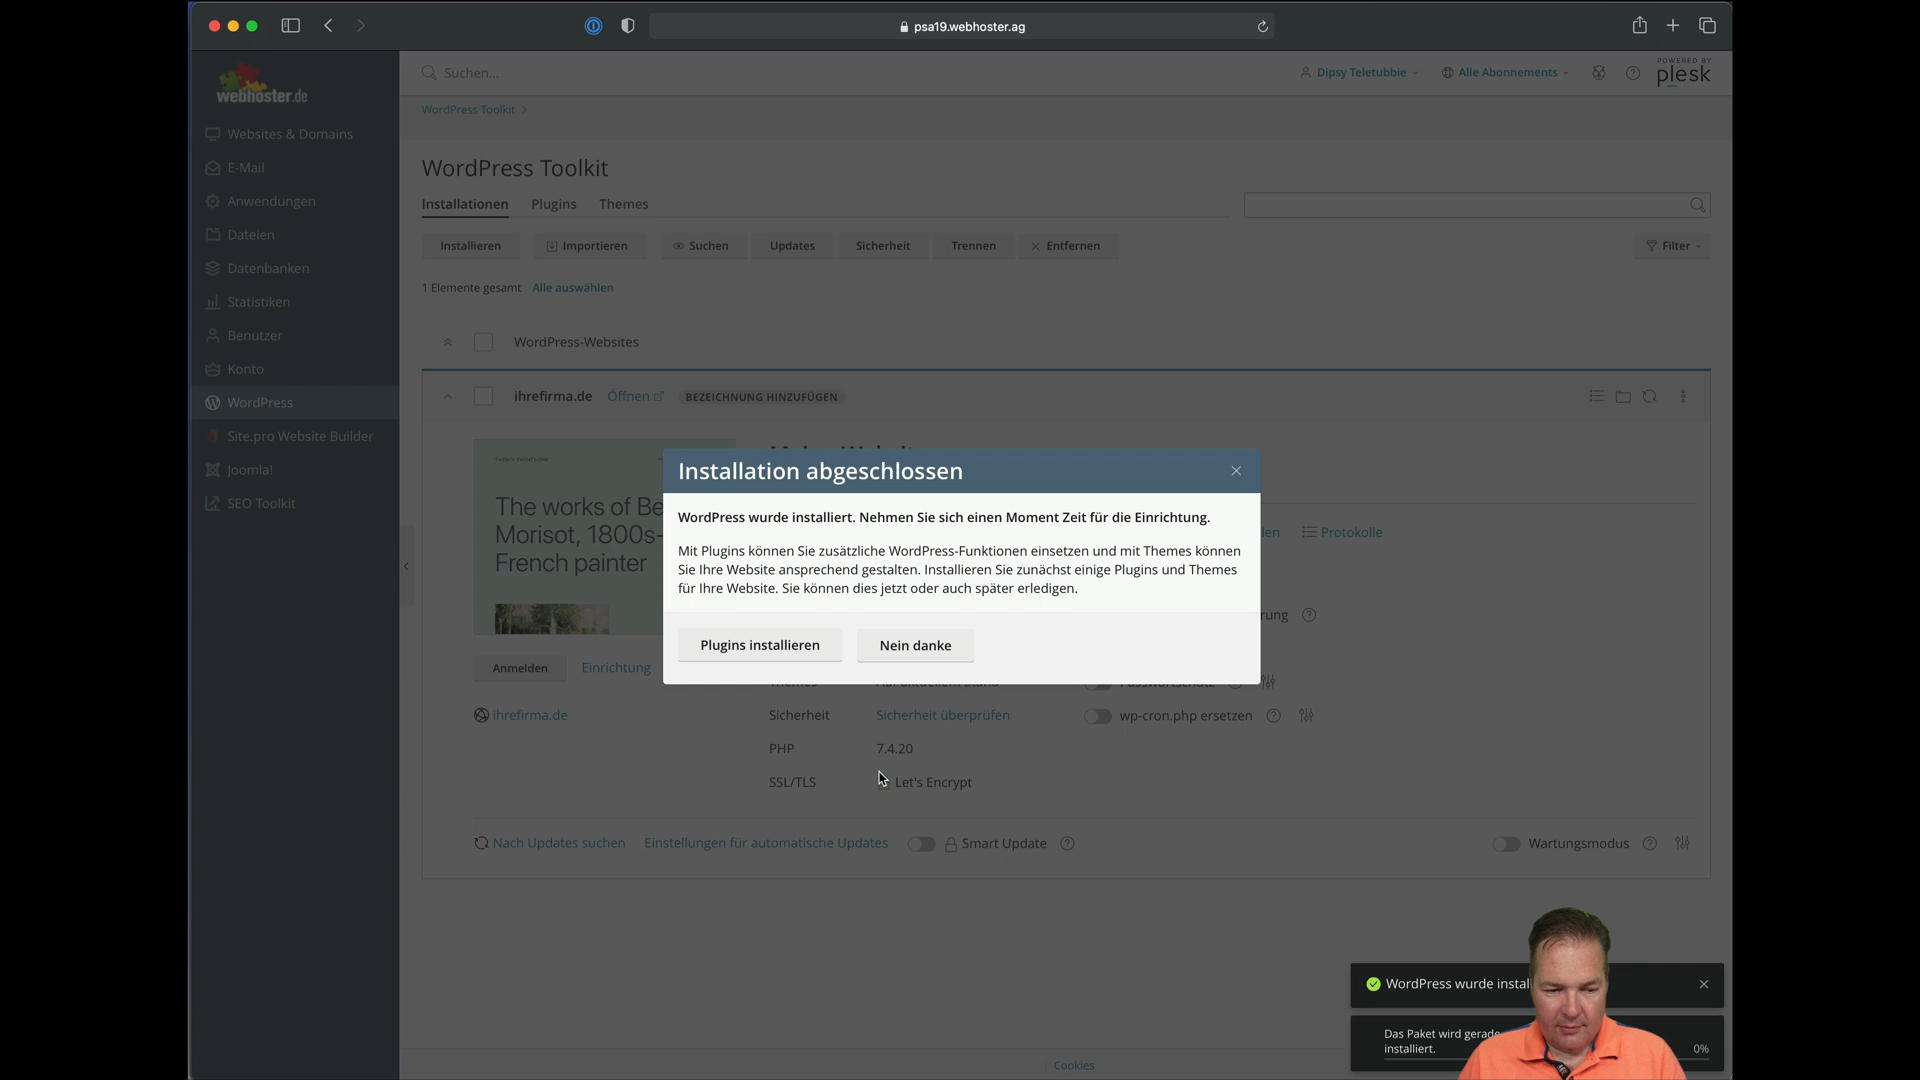 psa19.webhoster.ag
webhoster.de
Suchen...
Dipsy Teletubbie
Alle Abonnements
POWERED BY
plesk
WordPress Toolkit
Websites & Domains
E-Mail
Anwendungen
Dateien
Datenbanken
Statistiken
Benutzer
Konto
WordPress
Site.pro Website Builder
Joomla!
SEO Toolkit
WordPress Toolkit
Installationen Plugins Themes
Installieren Importieren Suchen Updates Sicherheit Trennen Entfernen Filter
1 Elemente gesamt Alle auswählen
WordPress-Websites
ihrefirma.de Öffnen BEZEICHNUNG HINZUFÜGEN
TWENTY TWENTY-ONE
The works of Be
Morisot, 1800s-
French painter
Installation abgeschlossen
WordPress wurde installiert. Nehmen Sie sich einen Moment Zeit für die Einrichtung.
Mit Plugins können Sie zusätzliche WordPress-Funktionen einsetzen und mit Themes können
Sie Ihre Website ansprechend gestalten. Installieren Sie zunächst einige Plugins und Themes
für Ihre Website. Sie können dies jetzt oder auch später erledigen.
Plugins installieren Nein danke
len Protokolle
rung
Anmelden Einrichtung
ihrefirma.de
Sicherheit Sicherheit überprüfen wp-cron.php ersetzen
PHP 7.4.20
SSL/TLS Let's Encrypt
Nach Updates suchen Einstellungen für automatische Updates Smart Update Wartungsmodus
WordPress wurde instal
Das Paket wird gerade
installiert. 0%
Cookies